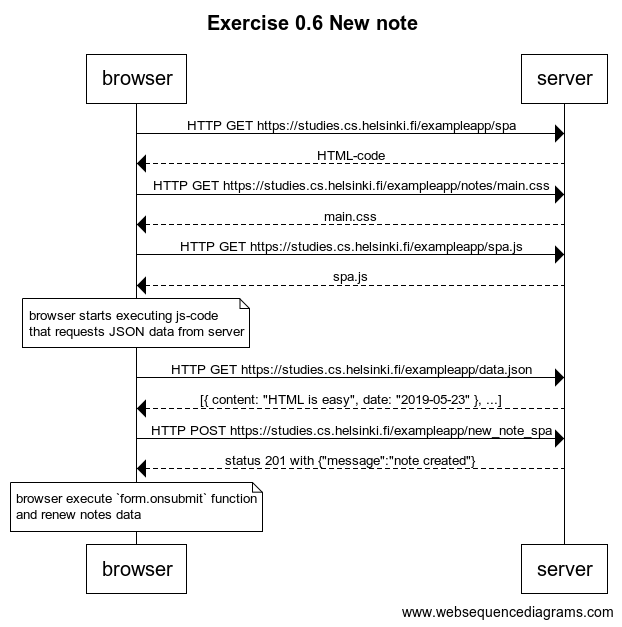 Exercise 0.6 New note
browser
server
HTTP GET https://studies.cs.helsinki.fi/exampleapp/spa
HTML-code
HTTP GET https://studies.cs.helsinki.fi/exampleapp/notes/main.css
main.css
HTTP GET https://studies.cs.helsinki.fi/exampleapp/spa.js
spa.js
browser starts executing js-code
that requests JSON data from server
HTTP GET https://studies.cs.helsinki.fi/exampleapp/data.json
[{ content: "HTML is easy", date: "2019-05-23" }, ...]
HTTP POST https://studies.cs.helsinki.fi/exampleapp/new_note_spa
status 201 with {"message":"note created"}
browser execute `form.onsubmit` function
and renew notes data
browser
server
www.websequencediagrams.com